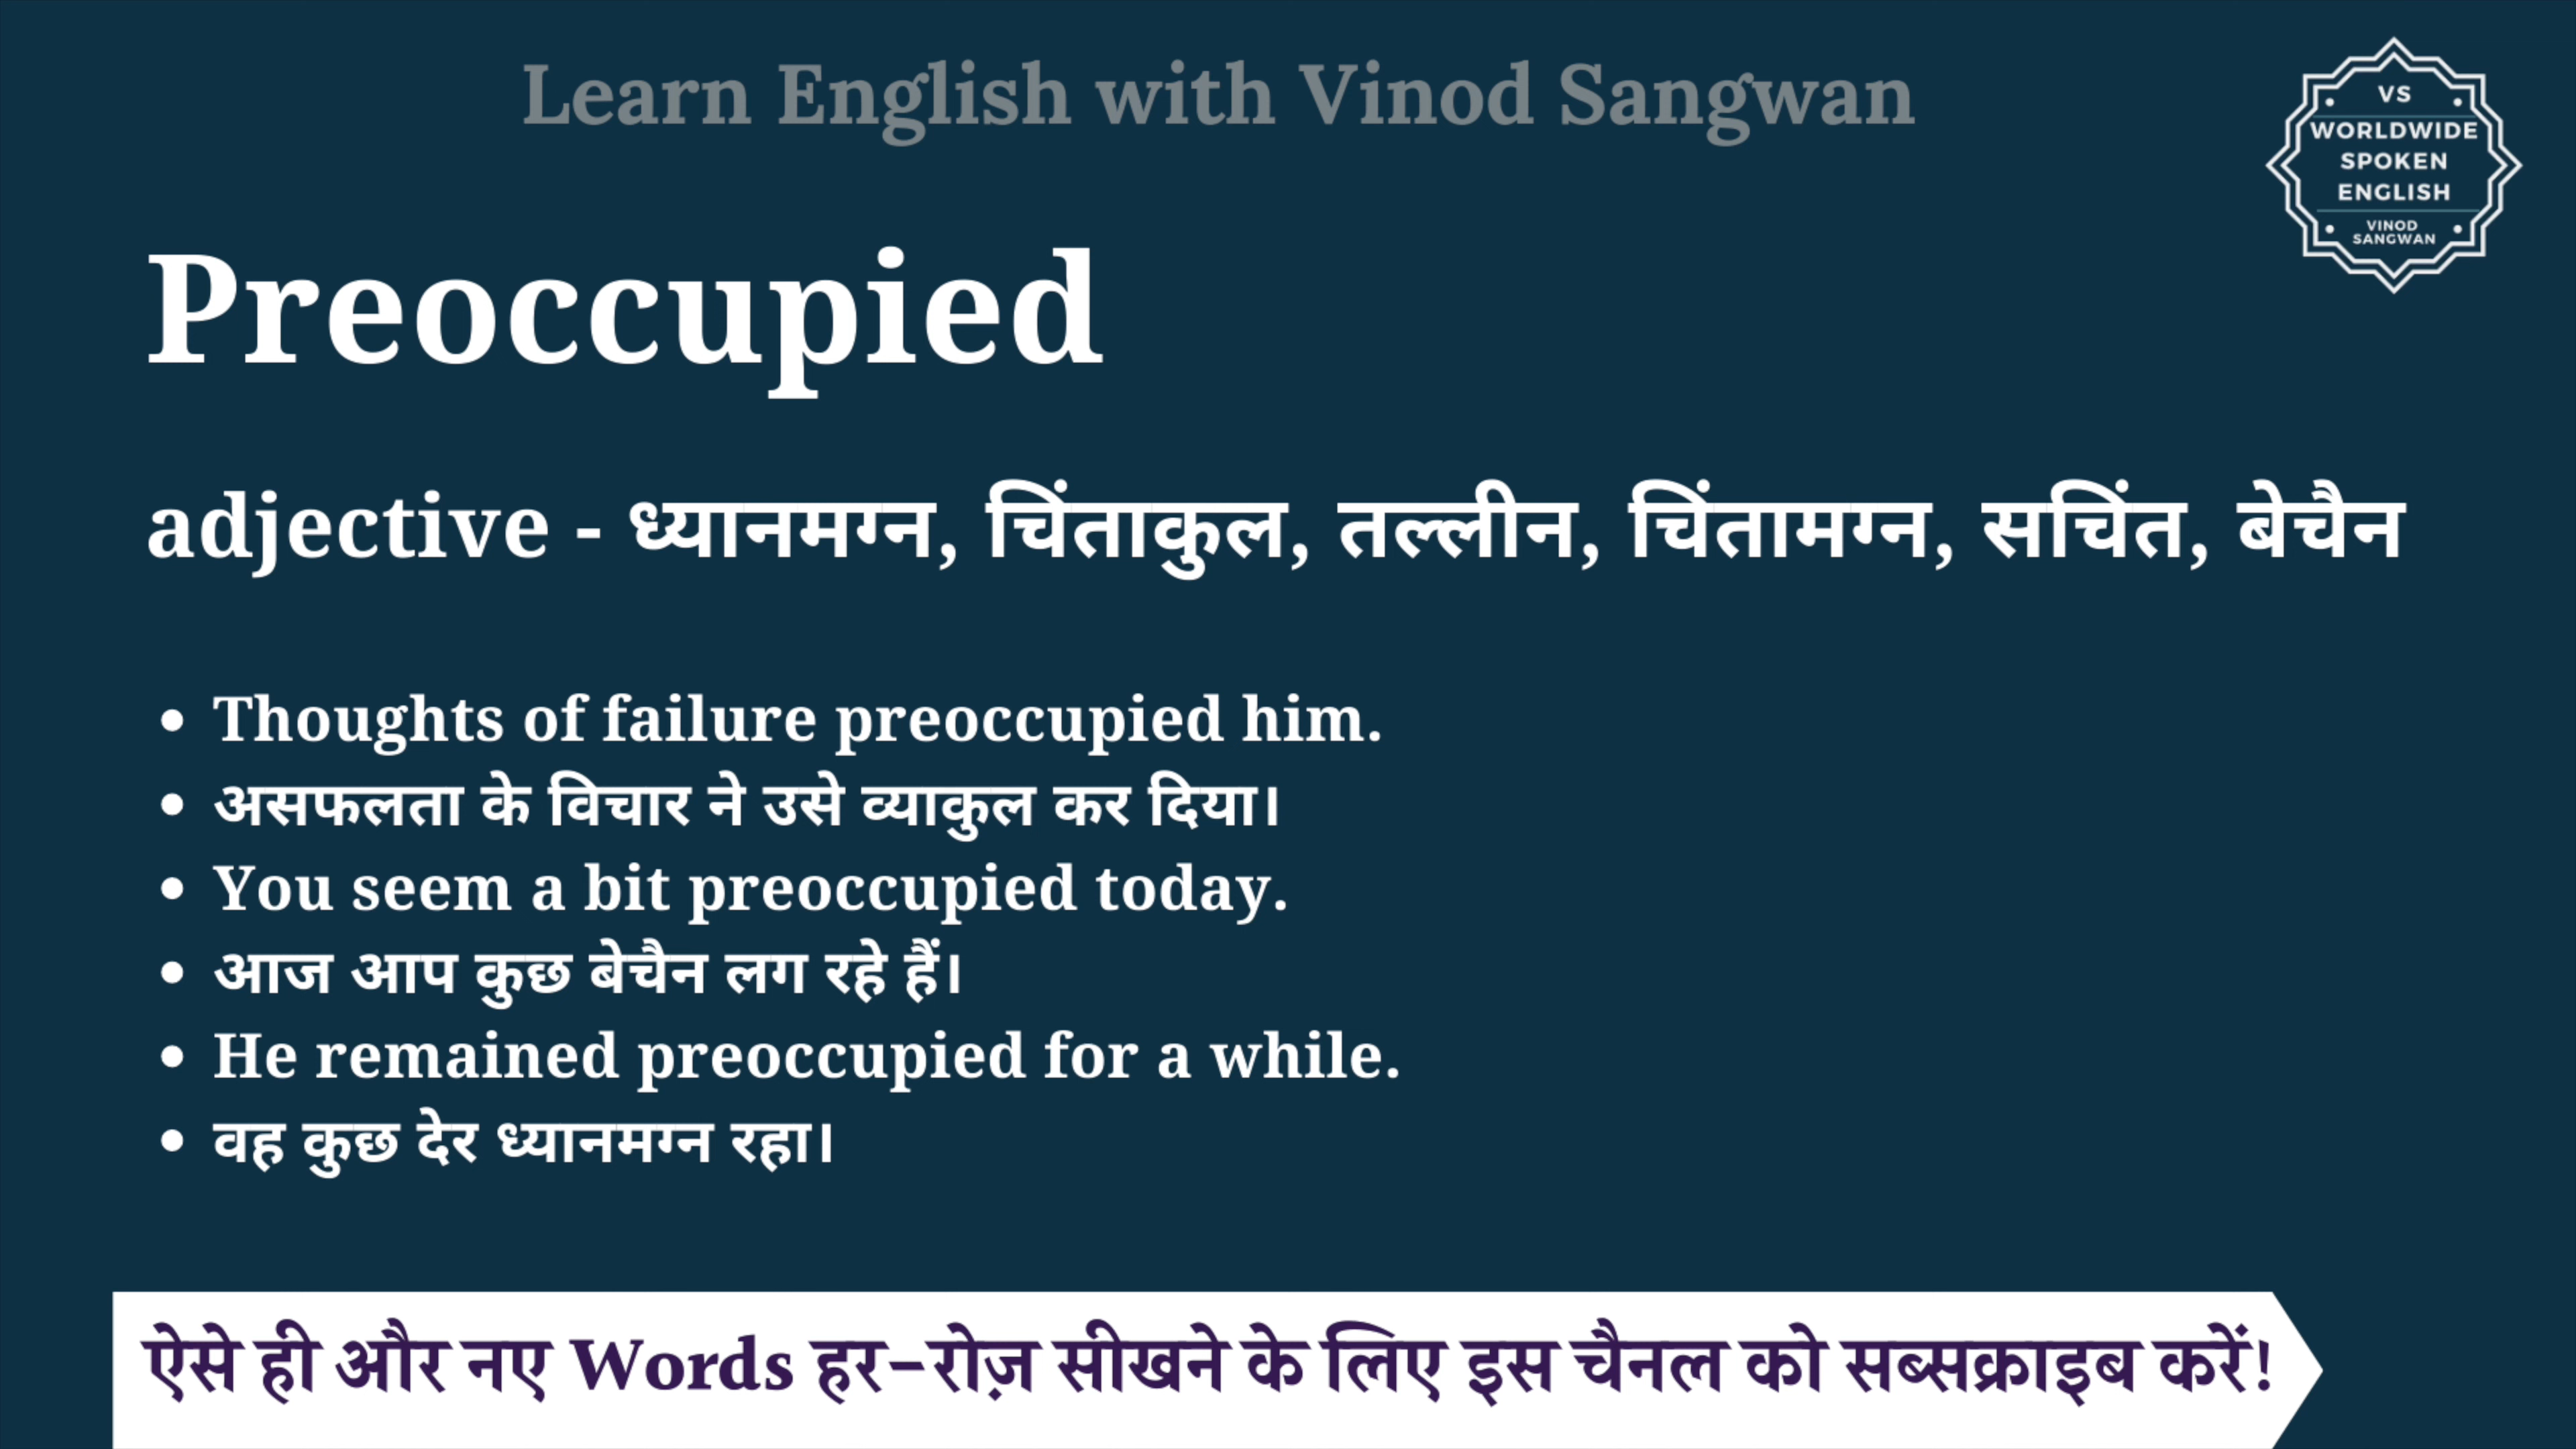 Learn English with Vinod Sangwan
VS
WORLDWIDE
SPOKEN
ENGLISH
VINOD
SANGWAN
Preoccupied
adjective - ध्यानमग्न, चिंताकुल, तल्लीन, चिंतामग्न, सचिंत, बेचैन
• Thoughts of failure preoccupied him.
• असफलता के विचार ने उसे व्याकुल कर दिया।
• You seem a bit preoccupied today.
• आज आप कुछ बेचैन लग रहे हैं।
• He remained preoccupied for a while.
• वह कुछ देर ध्यानमग्न रहा।
ऐसे ही और नए Words हर-रोज़ सीखने के लिए इस चैनल को सब्सक्राइब करें!